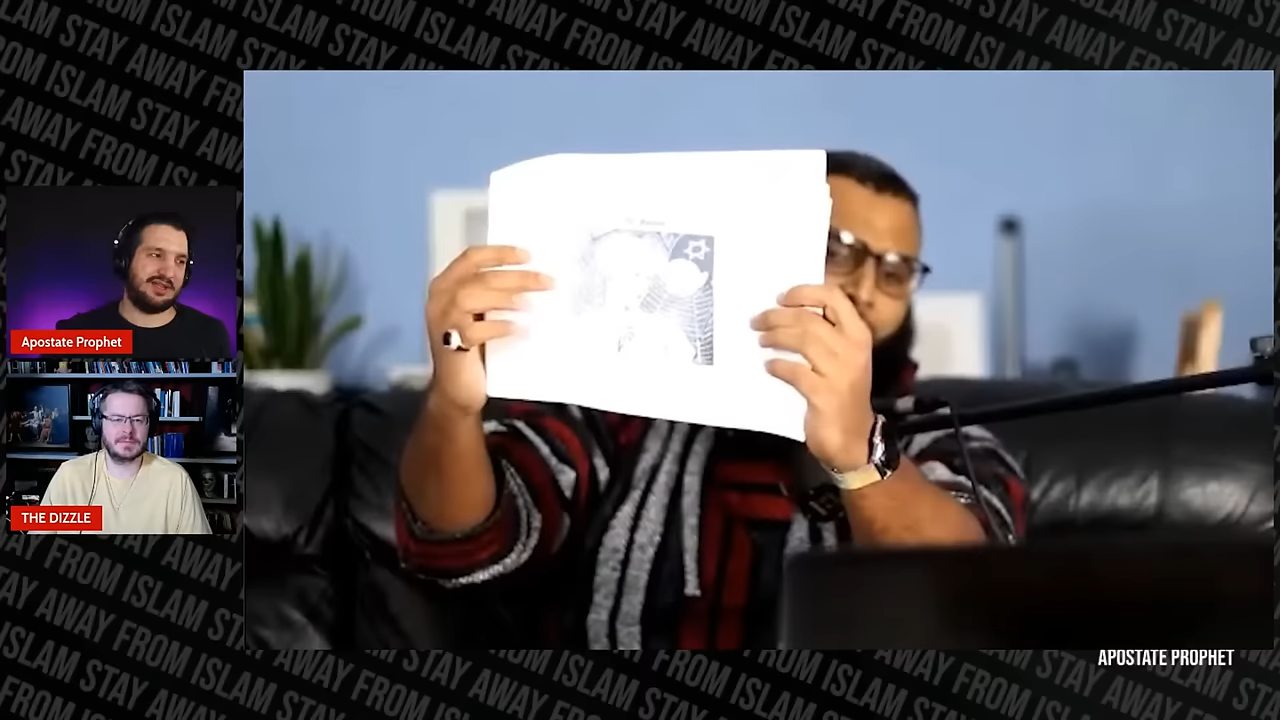 STAY AWAY FROM ISLAM
Apostate Prophet
THE DIZZLE
APOSTATE PROPHET